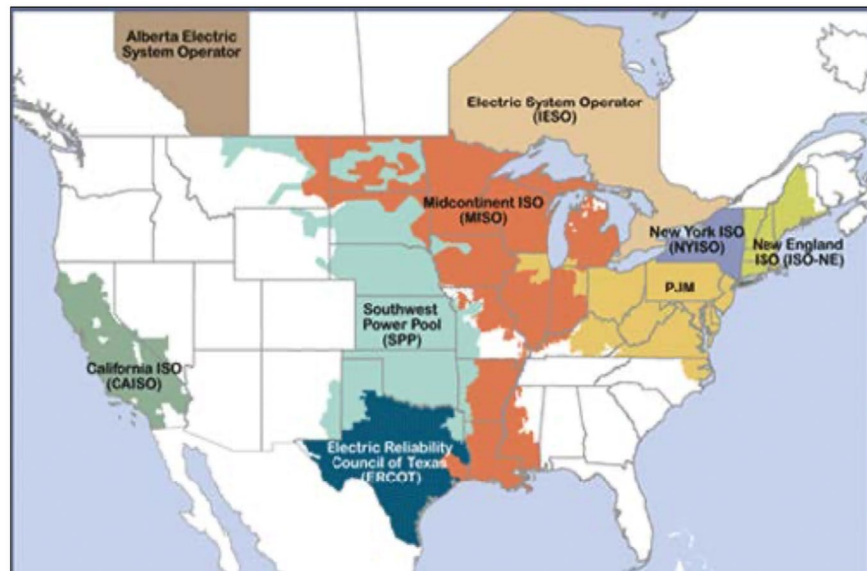 Alberta Electric
System Operator
Electric System Operator
(IESO)
Midcontinent ISO
(MISO)
New York ISO
(NYISO)
New England
ISO (ISO-NE)
PJM
Southwest
Power Pool
(SPP)
California ISO
(CAISO)
Electric Reliability
Council of Texas
(ERCOT)